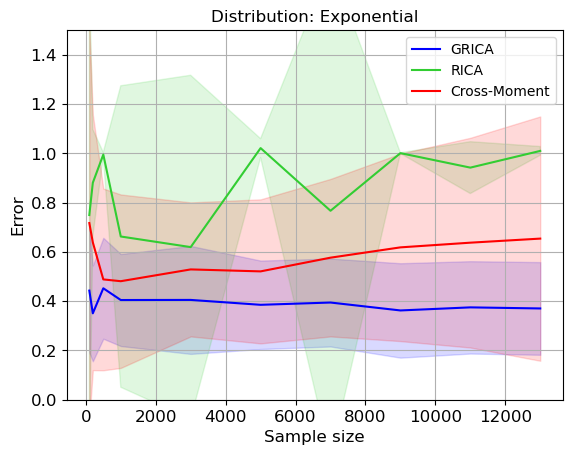 Distribution: Exponential
GRICA
RICA
Cross-Moment
Error
1.4
1.2
1.0
0.8
0.6
0.4
0.2
0.0
0 2000 4000 6000 8000 10000 12000
Sample size